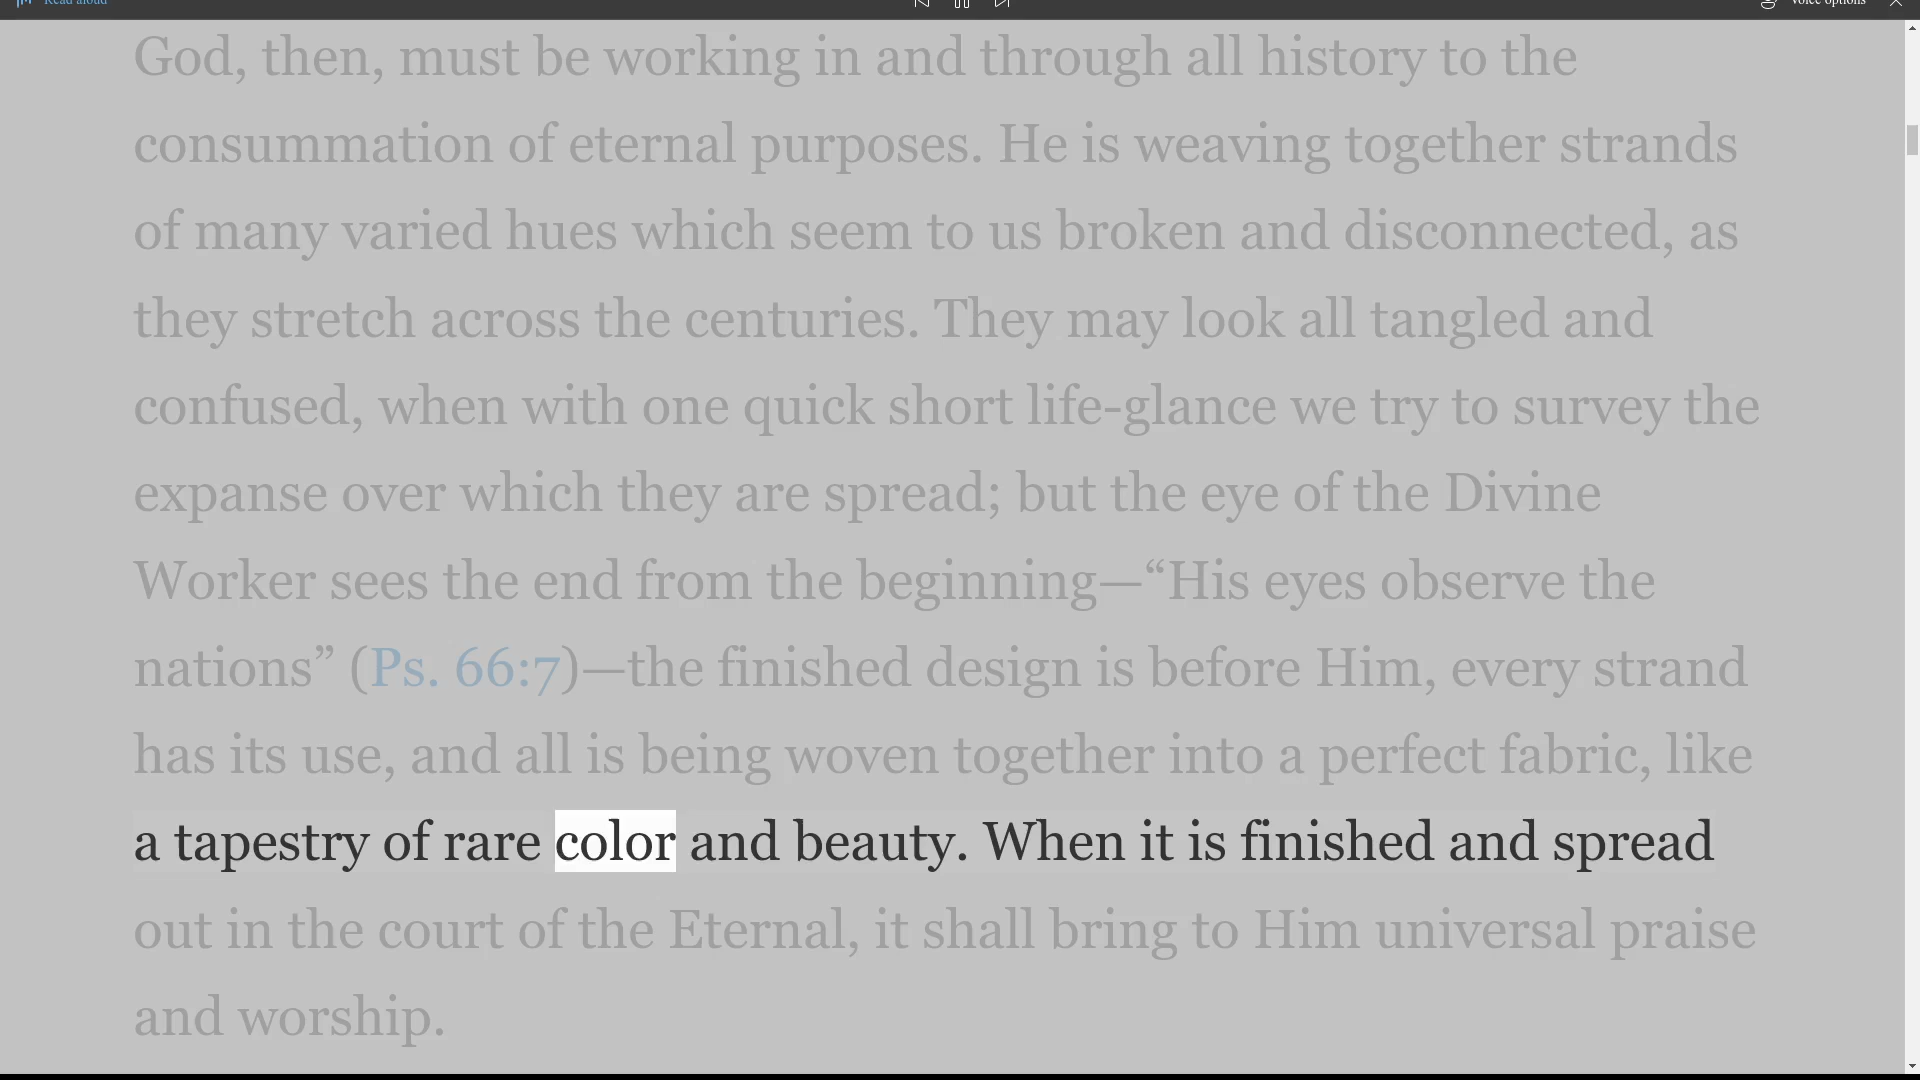 Read aloud
Voice options
God, then, must be working in and through all history to the
consummation of eternal purposes. He is weaving together strands
of many varied hues which seem to us broken and disconnected, as
they stretch across the centuries. They may look all tangled and
confused, when with one quick short life-glance we try to survey the
expanse over which they are spread; but the eye of the Divine
Worker sees the end from the beginning—“His eyes observe the
nations” (Ps. 66:7)—the finished design is before Him, every strand
has its use, and all is being woven together into a perfect fabric, like
a tapestry of rare color and beauty. When it is finished and spread
out in the court of the Eternal, it shall bring to Him universal praise
and worship.